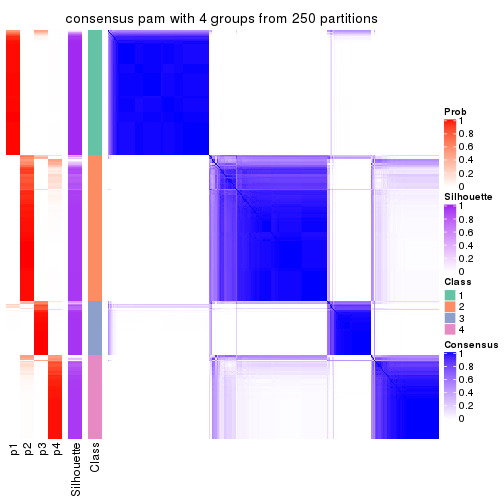 consensus pam with 4 groups from 250 partitions
Prob
1
0.8
0.6
0.4
0.2
0
Silhouette
1
0.8
0.6
0.4
0.2
0
Class
1
2
3
4
Consensus
1
0.8
0.6
0.4
0.2
0
p1
p2
p3
p4
Silhouette
Class